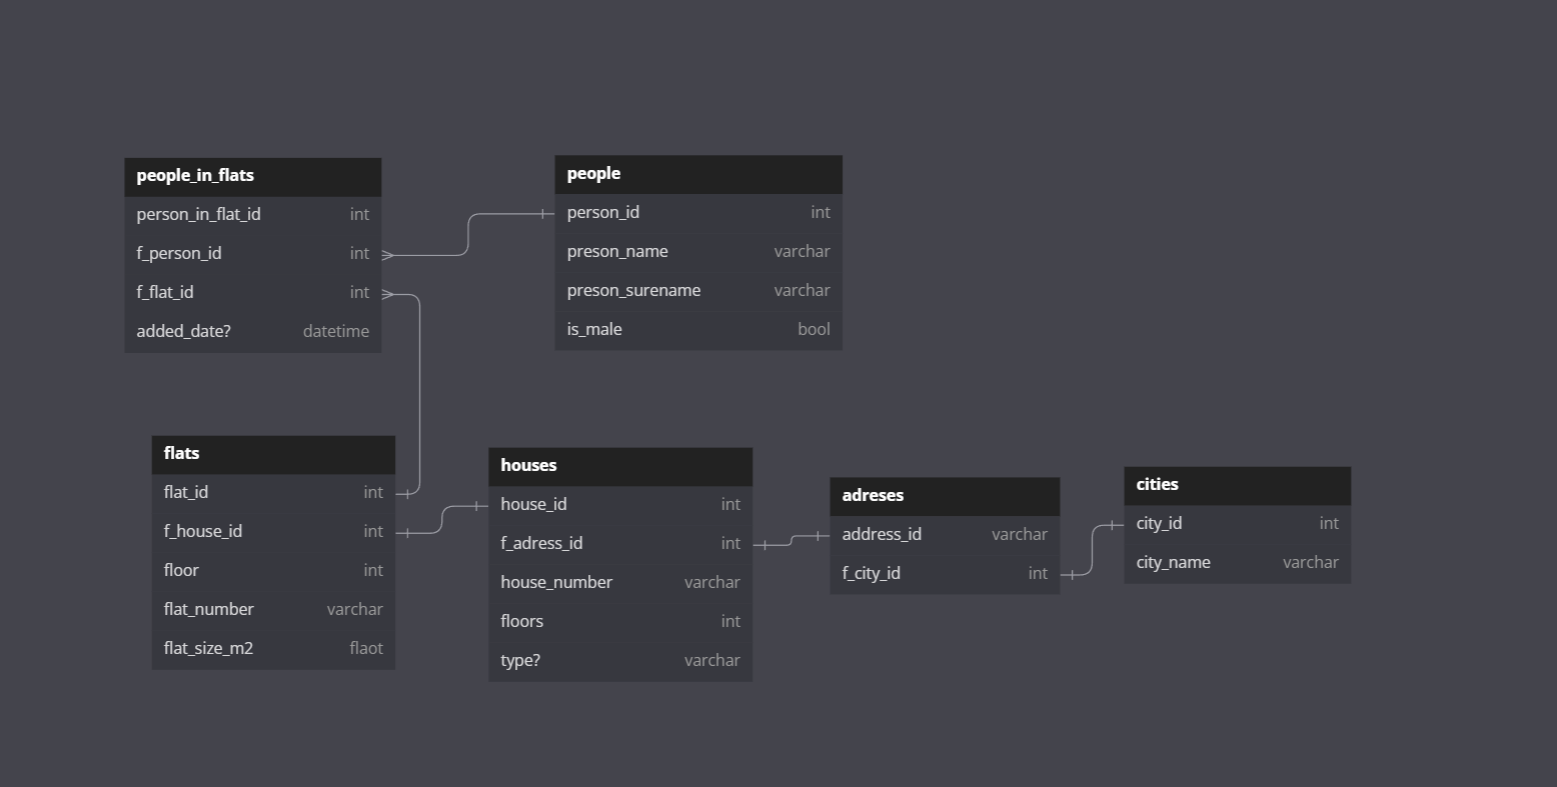 people_in_flats
person_in_flat_id int
f_person_id int
f_flat_id int
added_date? datetime
people
person_id int
preson_name varchar
preson_surename varchar
is_male bool
flats
flat_id int
f_house_id int
floor int
flat_number varchar
flat_size_m2 flaot
houses
house_id int
f_adress_id int
house_number varchar
floors int
type? varchar
adreses
address_id varchar
f_city_id int
cities
city_id int
city_name varchar